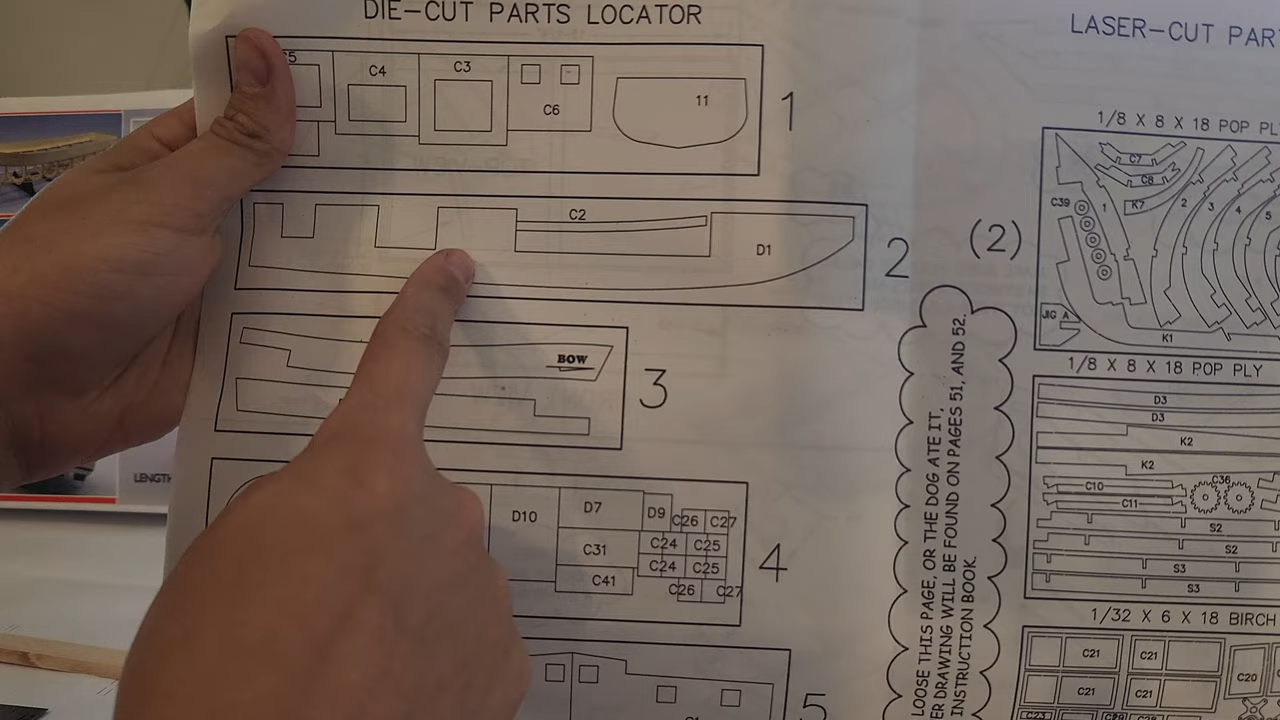 DIE-CUT PARTS LOCATOR
C4
C3
C6
11
1
C2
D1
2
BOW
3
D10
D7
D9
C26
C27
C31
C24
C25
C24
C25
C41
C26
C27
4
5
LENGTH
LOOSE THIS PAGE, OR THE DOG ATE IT,
DRAWING WILL BE FOUND ON PAGES 51, AND 52.
INSTRUCTION BOOK.
LASER-CUT
(2)
1/8 X 8 X 18 POP
C7
C8
K7
C39
1
2
3
4
5
JIG A
K1
1/8 X 8 X 18 POP PLY
D3
D3
K2
K2
C10
C36
C11
S2
S2
S3
S3
1/32 X 6 X 18 BIRCH
C21
C21
C20
C21
C21
C23